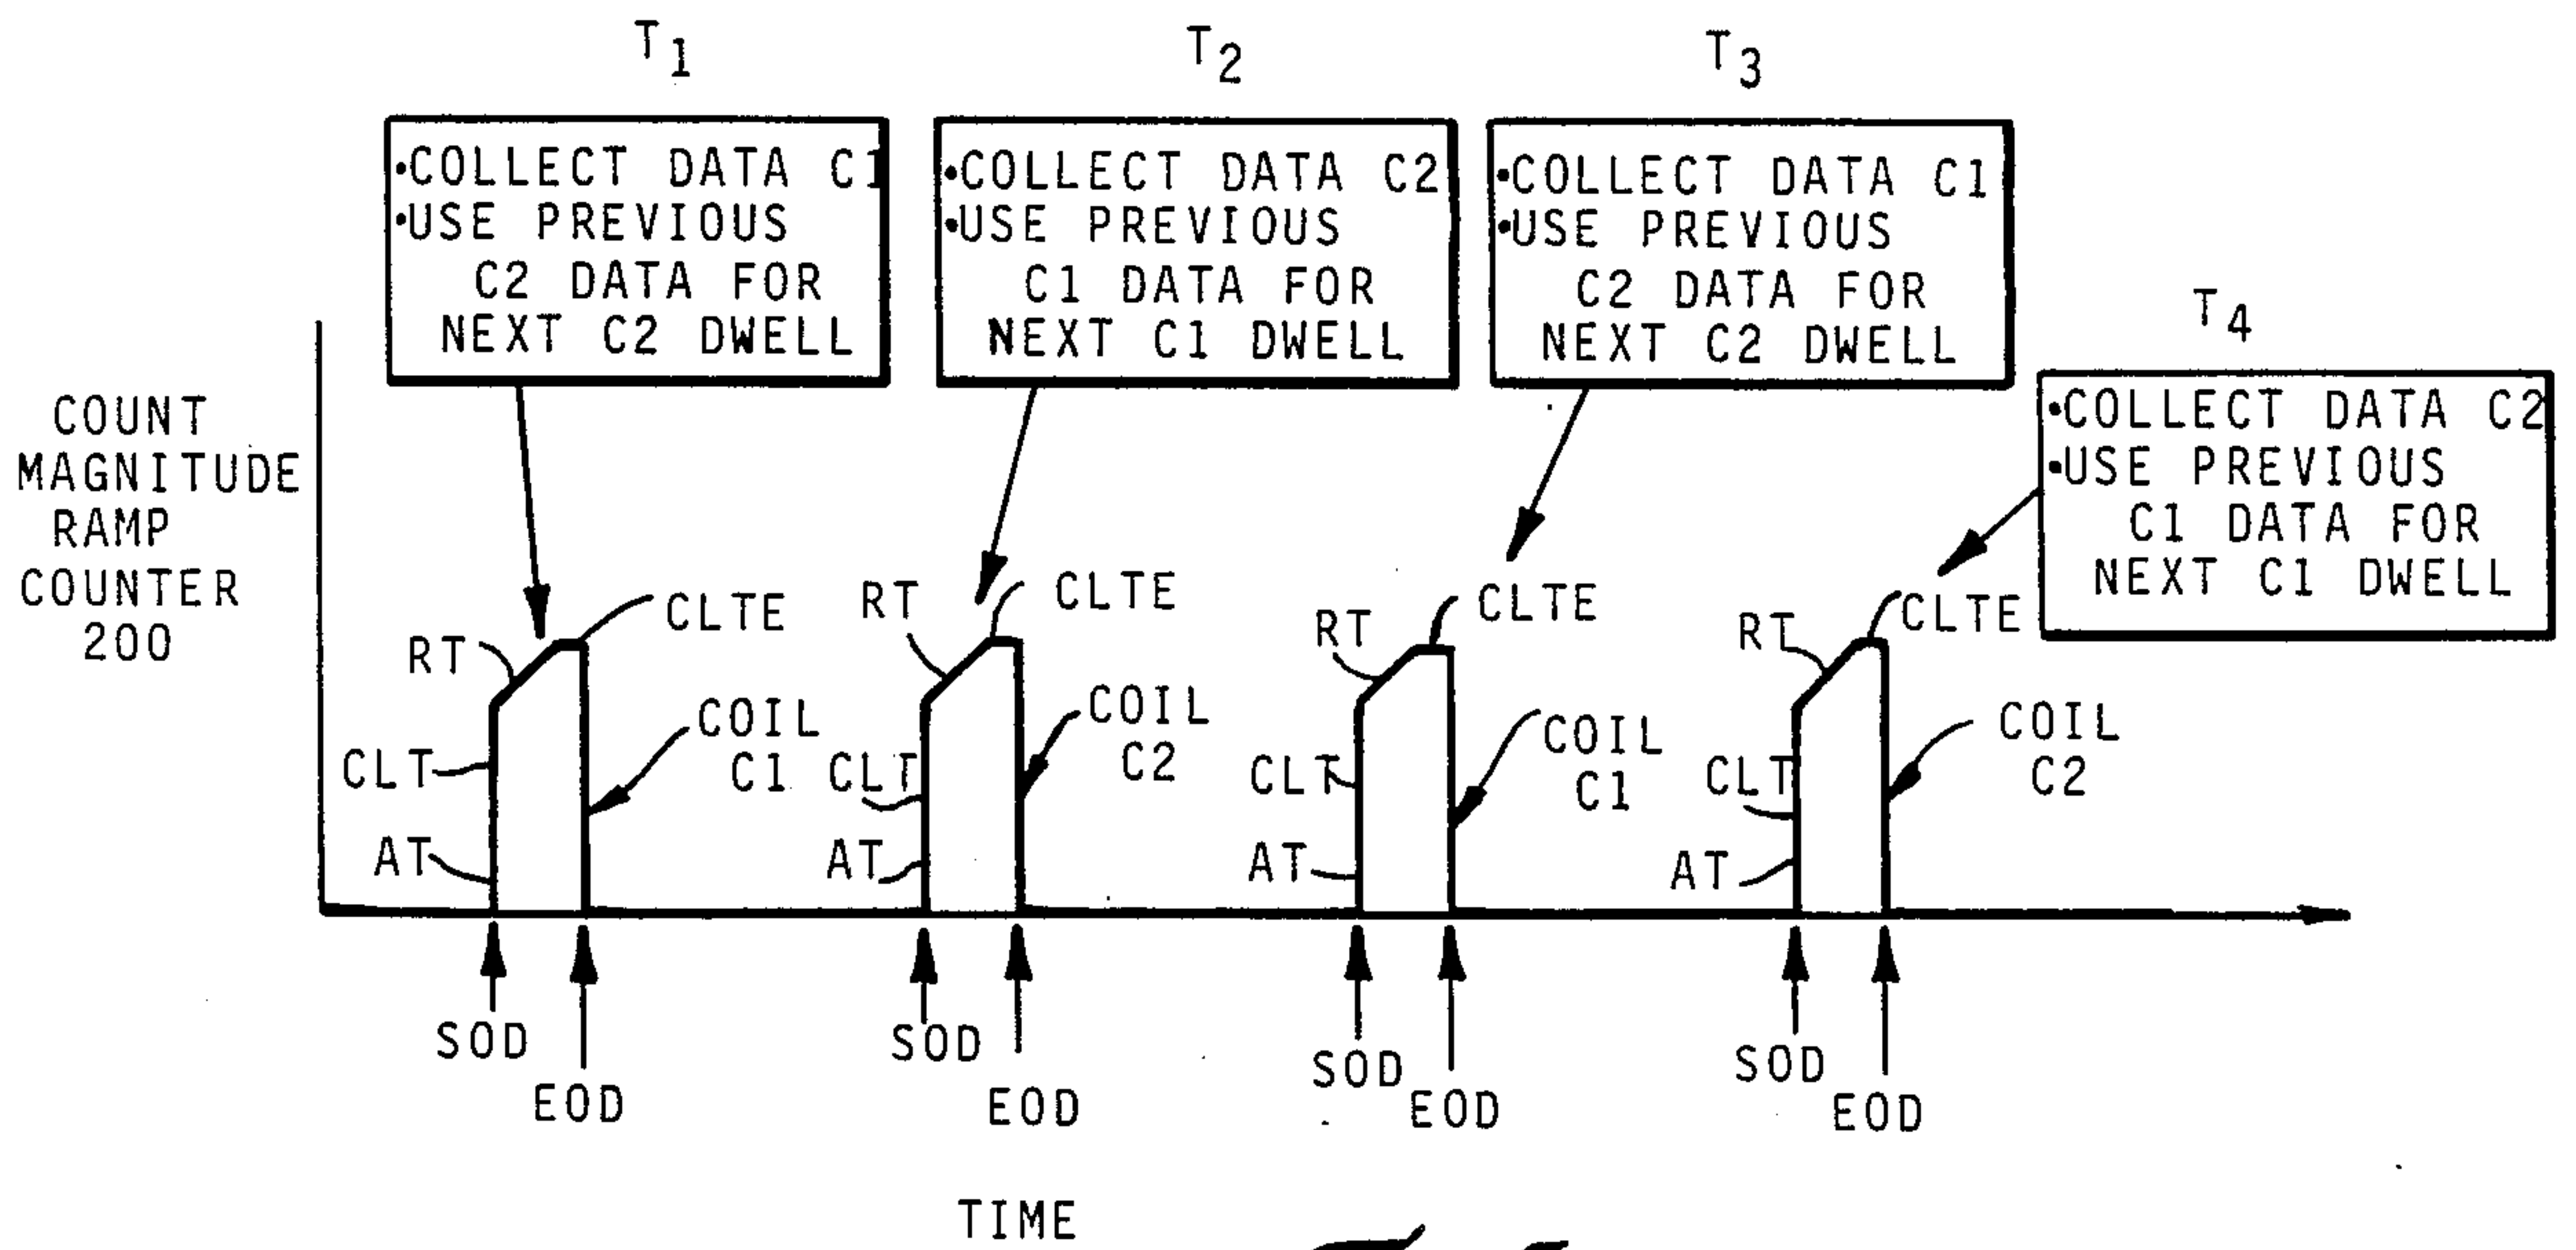 T1
•COLLECT DATA C1
•USE PREVIOUS
C2 DATA FOR
NEXT C2 DWELL
T2
•COLLECT DATA C2
•USE PREVIOUS
C1 DATA FOR
NEXT C1 DWELL
T3
•COLLECT DATA C1
•USE PREVIOUS
C2 DATA FOR
NEXT C2 DWELL
T4
•COLLECT DATA C2
•USE PREVIOUS
C1 DATA FOR
NEXT C1 DWELL
COUNT
MAGNITUDE
RAMP
COUNTER
200
RT
CLTE
COIL
C1
CLT
AT
SOD
EOD
RT
CLTE
COIL
C2
CLT
AT
SOD
EOD
RT
CLTE
COIL
C1
CLT
AT
SOD
EOD
RT
CLTE
COIL
C2
CLT
AT
SOD
EOD
TIME